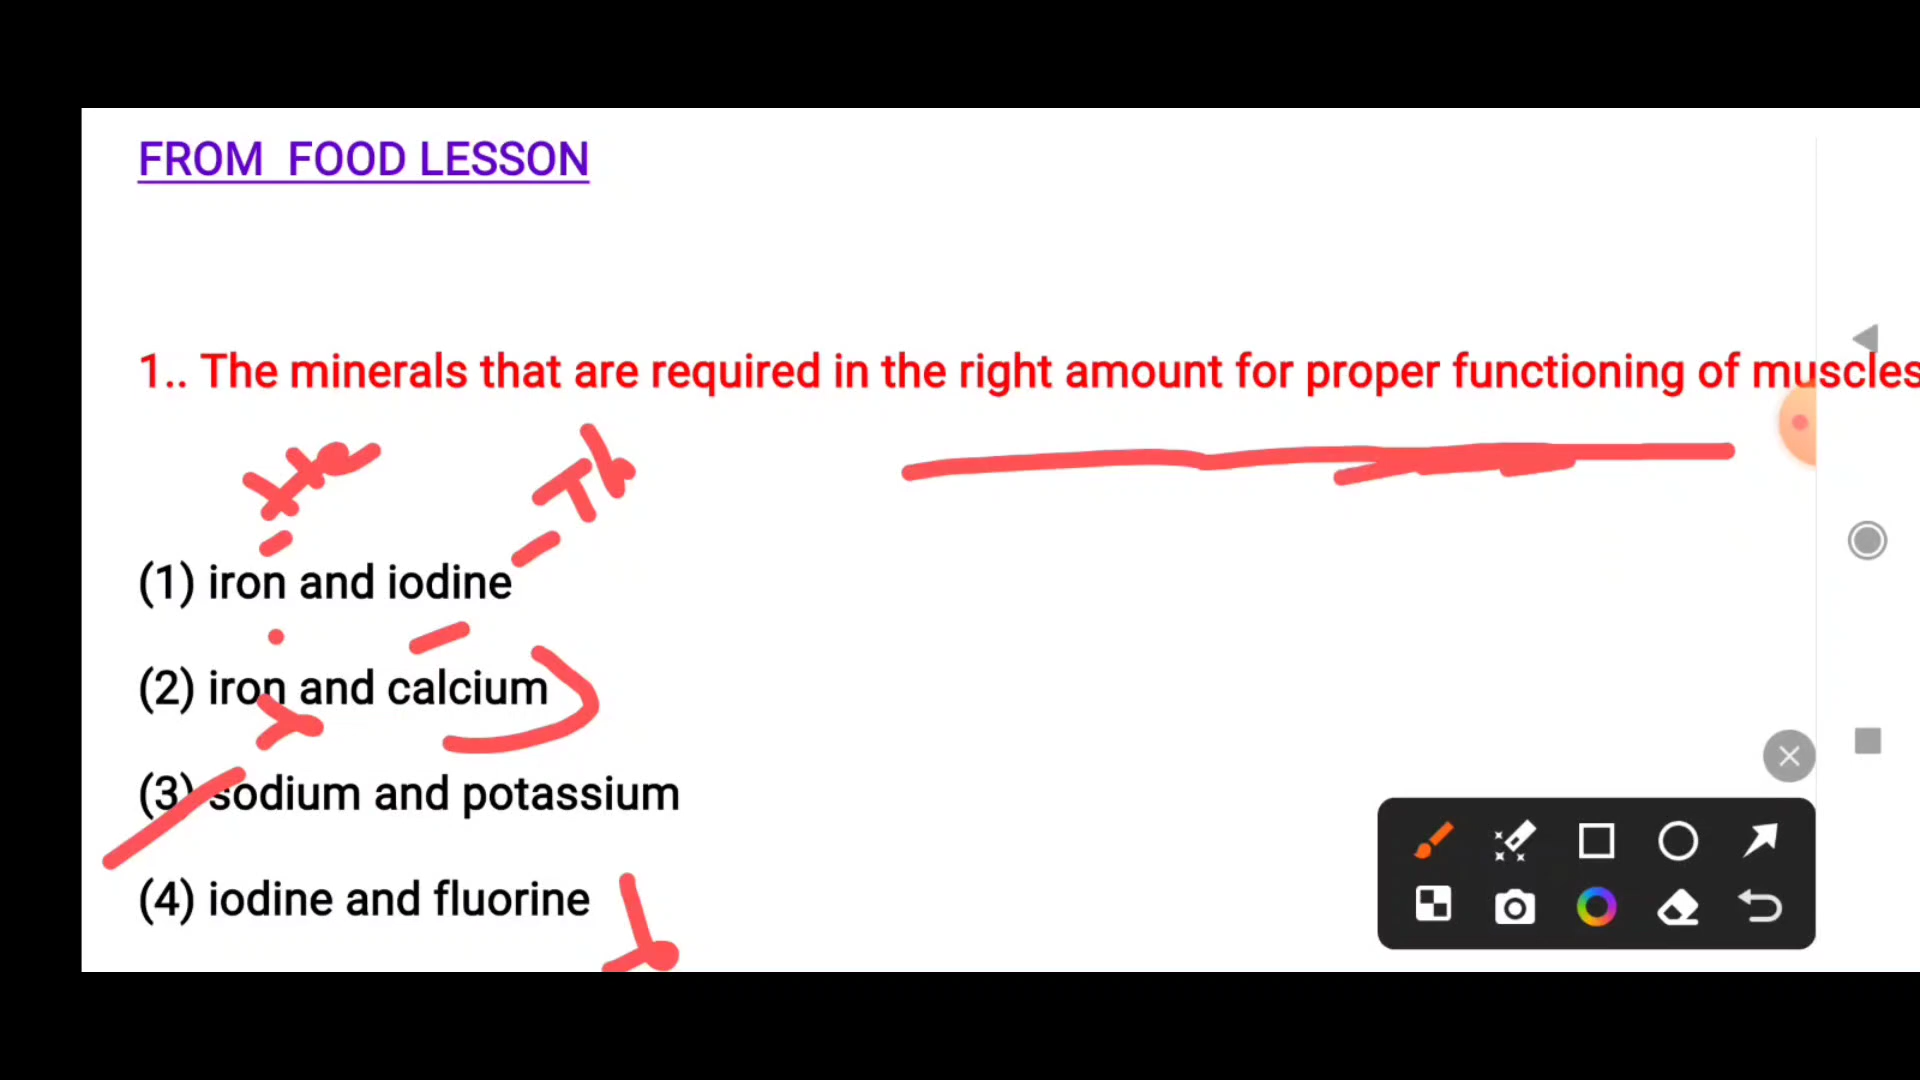 FROM FOOD LESSON
1.. The minerals that are required in the right amount for proper functioning of muscles
(1) iron and iodine
(2) iron and calcium
(3) sodium and potassium
(4) iodine and fluorine